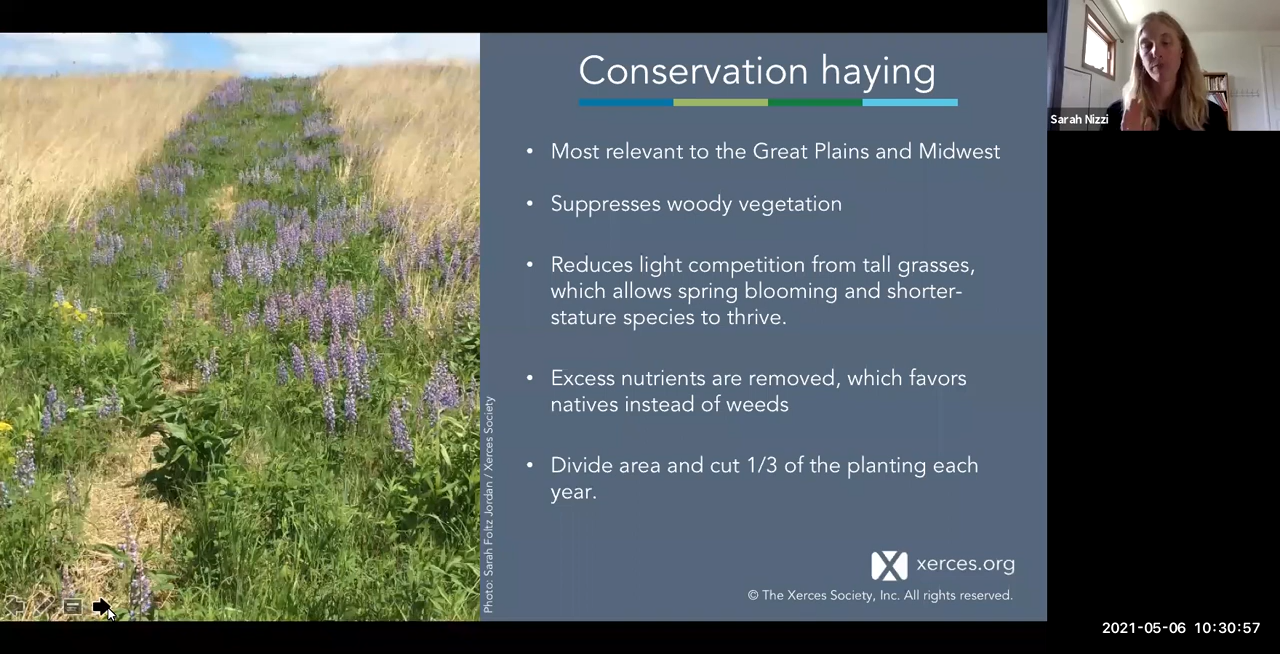 Conservation haying
• Most relevant to the Great Plains and Midwest
• Suppresses woody vegetation
• Reduces light competition from tall grasses,
which allows spring blooming and shorter-
stature species to thrive.
• Excess nutrients are removed, which favors
natives instead of weeds
• Divide area and cut 1/3 of the planting each
year.
Photo: Sarah Foltz Jordan / Xerces Society
xerces.org
© The Xerces Society, Inc. All rights reserved.
Sarah Nizzi
2021-05-06 10:30:57